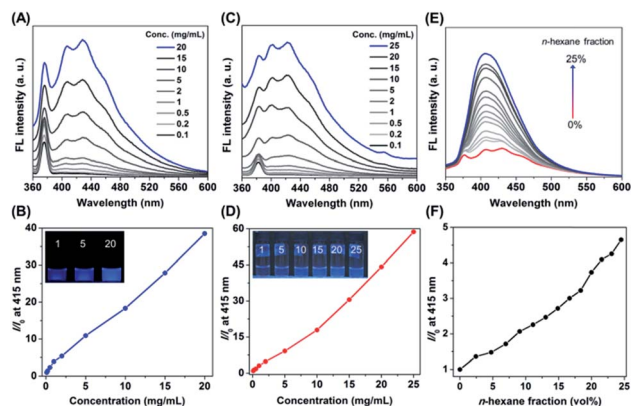 (A)
Conc. (mg/mL)
20
15
10
5
2
1
0.5
0.2
0.1
FL intensity (a. u.)
360 400 440 480 520 560 600
Wavelength (nm)
(C)
Conc. (mg/mL)
25
20
15
10
5
2
1
0.5
0.2
0.1
FL intensity (a. u.)
360 400 440 480 520 560 600
Wavelength (nm)
(E)
n-hexane fraction
25%
0%
FL intensity (a. u.)
350 400 450 500 550 600
Wavelength (nm)
(B)
40
30
20
10
0
I/I0 at 415 nm
1 5 20
0 5 10 15 20
Concentration (mg/mL)
(D)
60
45
30
15
0
I/I0 at 415 nm
1 5 10 15 20 25
0 5 10 15 20 25
Concentration (mg/mL)
(F)
5
4
3
2
1
I/I0 at 415 nm
0 5 10 15 20 25
n-hexane fraction (vol%)